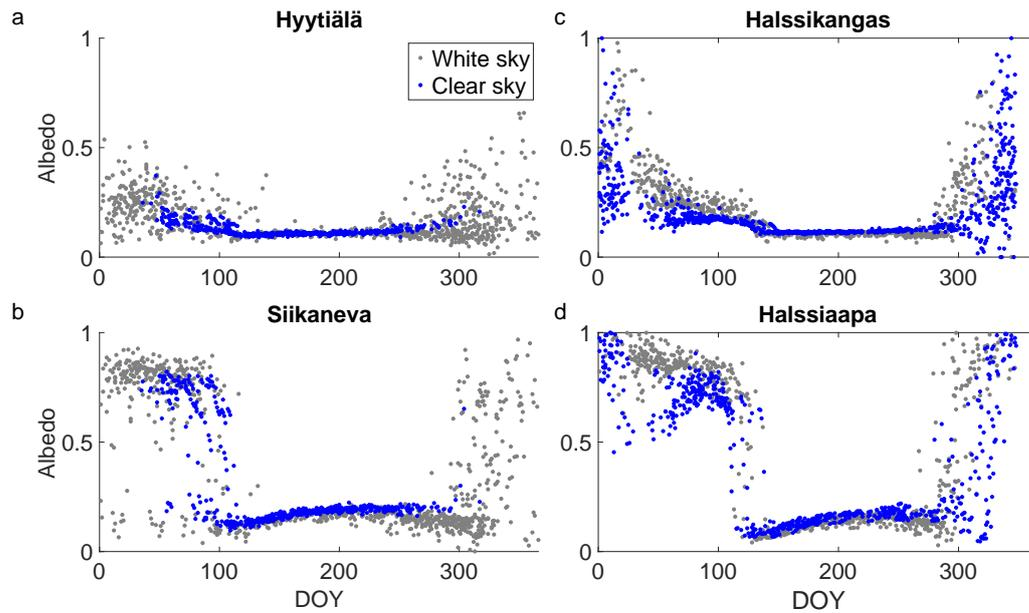 a
Hyytiälä
Albedo
1
0.5
0
0 100 200 300
White sky
Clear sky
c
Halssikangas
1
0.5
0
0 100 200 300
b
Siikaneva
Albedo
1
0.5
0
0 100 200 300
DOY
d
Halssiaapa
1
0.5
0
0 100 200 300
DOY